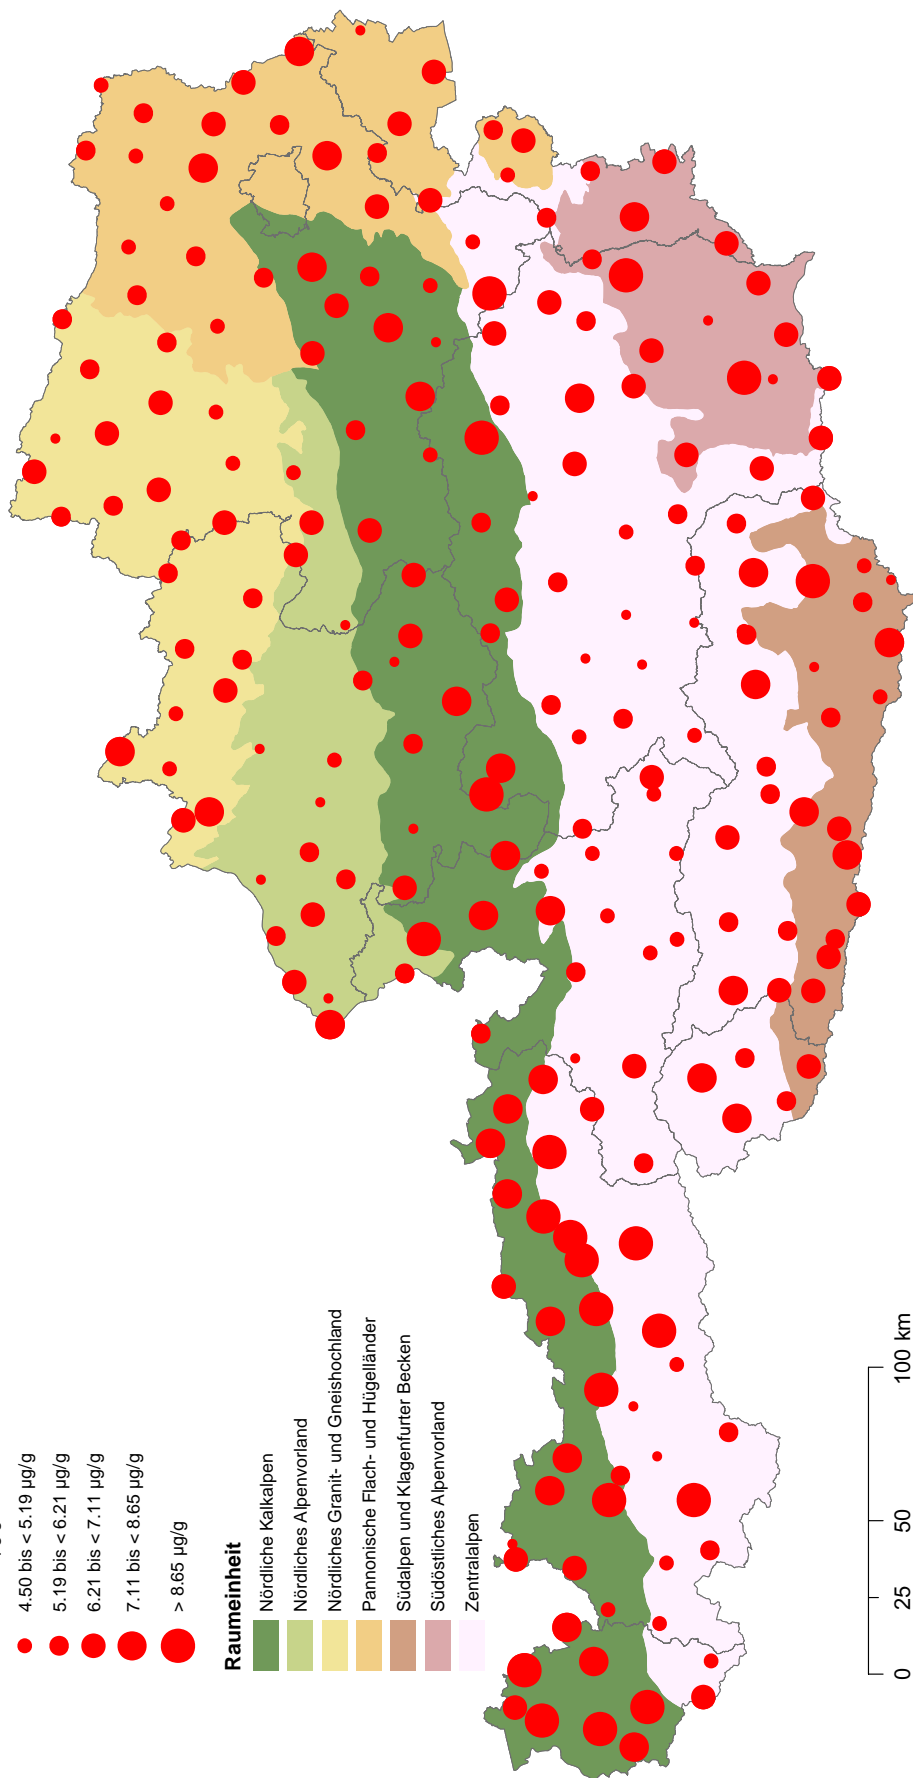 4.50 bis < 5.19 µg/g
5.19 bis < 6.21 µg/g
6.21 bis < 7.11 µg/g
7.11 bis < 8.65 µg/g
> 8.65 µg/g
Raumeinheit
Nördliche Kalkalpen
Nördliches Alpenvorland
Nördliches Granit- und Gneishochland
Pannonische Flach- und Hügelländer
Südalpen und Klagenfurter Becken
Südöstliches Alpenvorland
Zentralalpen
0 25 50 100 km